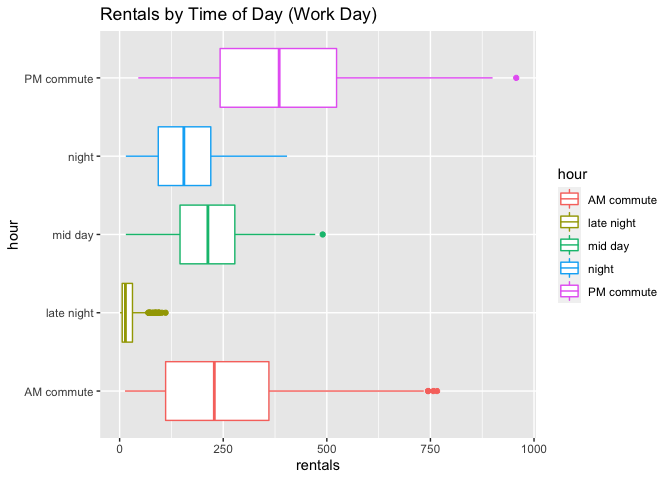 Rentals by Time of Day (Work Day)
hour
PM commute
night
mid day
late night
AM commute
0
250
500
750
1000
rentals
hour
AM commute
late night
mid day
night
PM commute